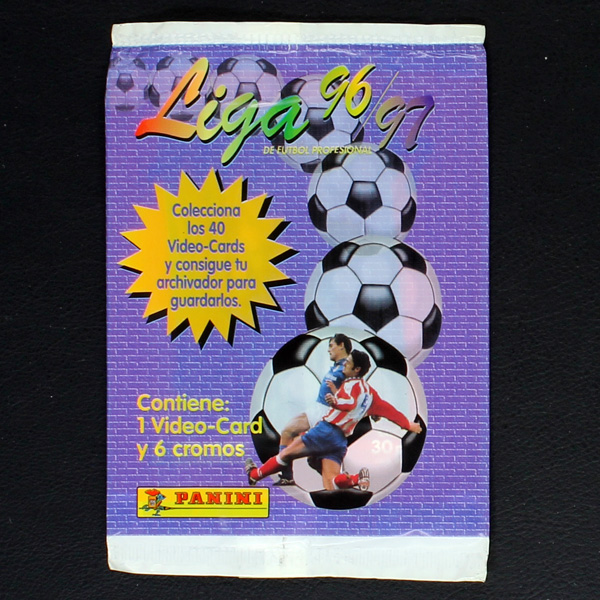 Liga 96/97
DE FUTBOL PROFESIONAL
Colecciona
los 40
Video-Cards
y consigue tu
archivador para
guardarlos.
Contiene:
1 Video-Card
y 6 cromos
30
PANINI